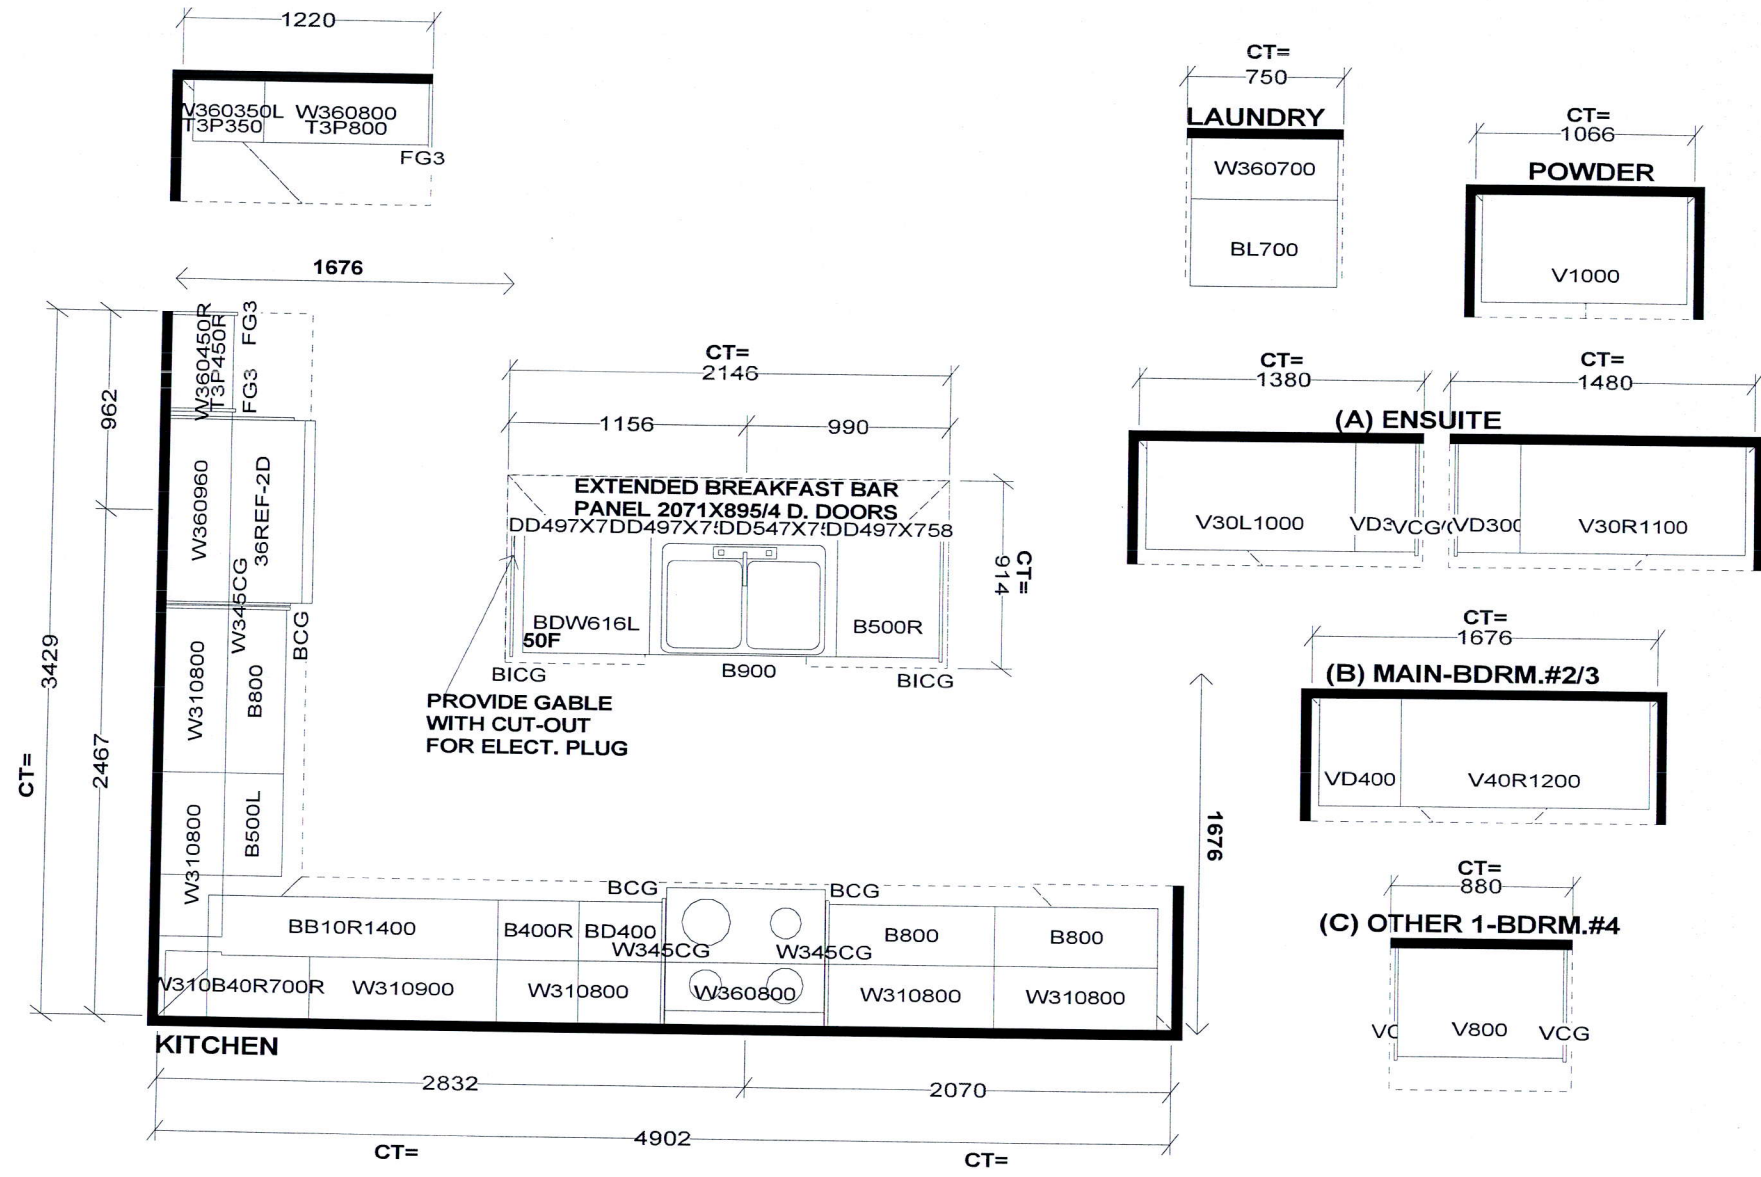 1220
W360350L W360800
T3P350 T3P800
FG3
1676
CT=
750
LAUNDRY
W360700
BL700
CT=
1066
POWDER
V1000
CT=
1380
CT=
1480
(A) ENSUITE
V30L1000
VCG
VD300
V30R1100
CT=
1676
(B) MAIN-BDRM.#2/3
VD400
V40R1200
CT=
880
(C) OTHER 1-BDRM.#4
V800
VCG
W360450R
T3P450R
FG3
FG3
962
3429
2467
CT=
W360960
36REF-2D
W345CG
BCG
W310800
B800
W310800
B500L
CT=
2146
1156
990
EXTENDED BREAKFAST BAR
PANEL 2071X895/4 D. DOORS
DD497X7 DD497X7 DD547X7 DD497X758
CT=
914
BDW616L
50F
B500R
BICG
B900
BICG
PROVIDE GABLE
WITH CUT-OUT
FOR ELECT. PLUG
1676
BCG
BCG
BB10R1400
B400R
BD400
W345CG
W345CG
B800
B800
W310B40R700R
W310900
W310800
W360800
W310800
W310800
KITCHEN
2832
2070
4902
CT=
CT=